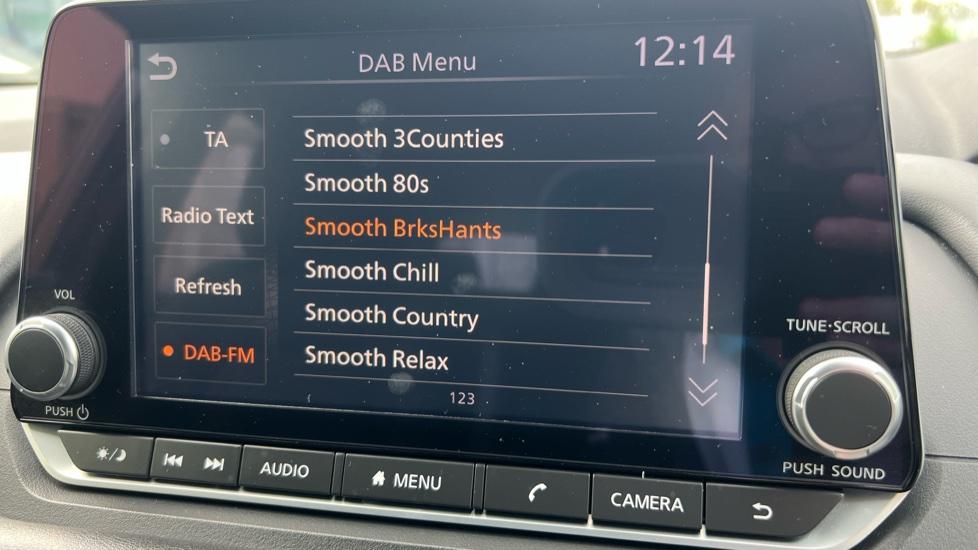 DAB Menu
12:14
TA
Radio Text
Refresh
DAB-FM
Smooth 3Counties
Smooth 80s
Smooth BrksHants
Smooth Chill
Smooth Country
Smooth Relax
123
VOL
PUSH
TUNE·SCROLL
PUSH SOUND
AUDIO
MENU
CAMERA